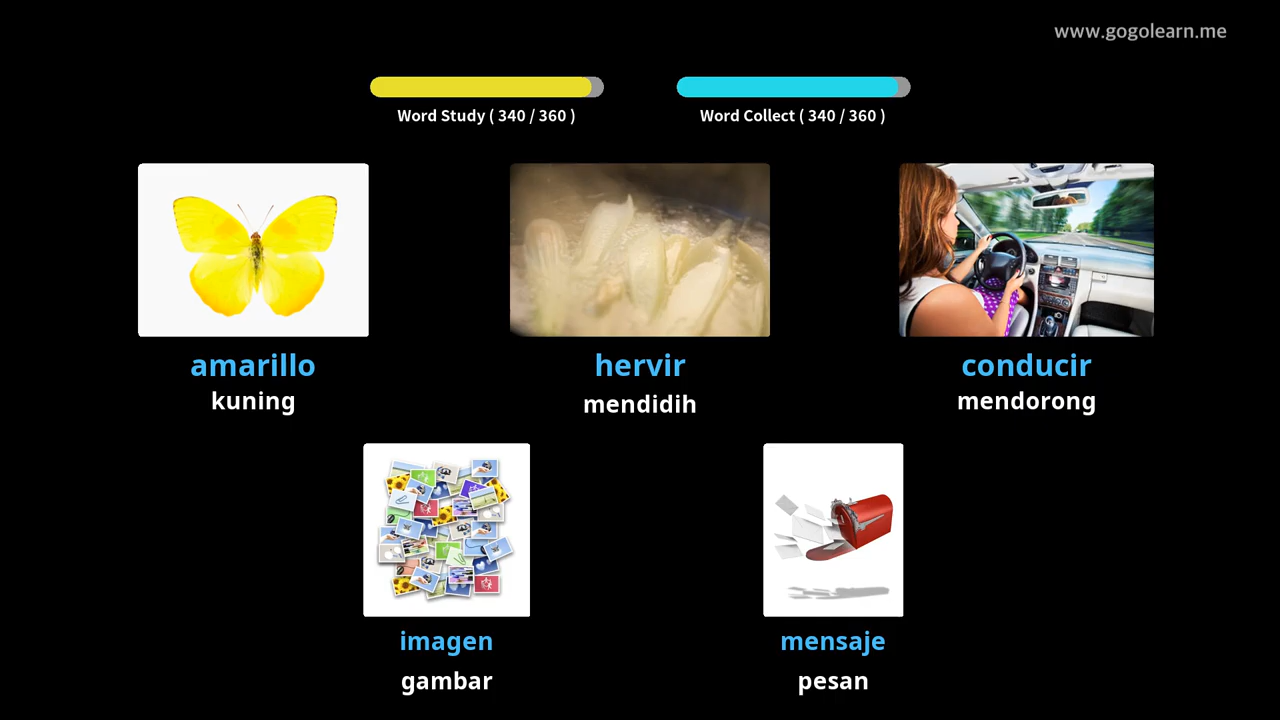 www.gogolearn.me
Word Study ( 340 / 360 )
Word Collect ( 340 / 360 )
amarillo
kuning
hervir
mendidih
conducir
mendorong
imagen
gambar
mensaje
pesan